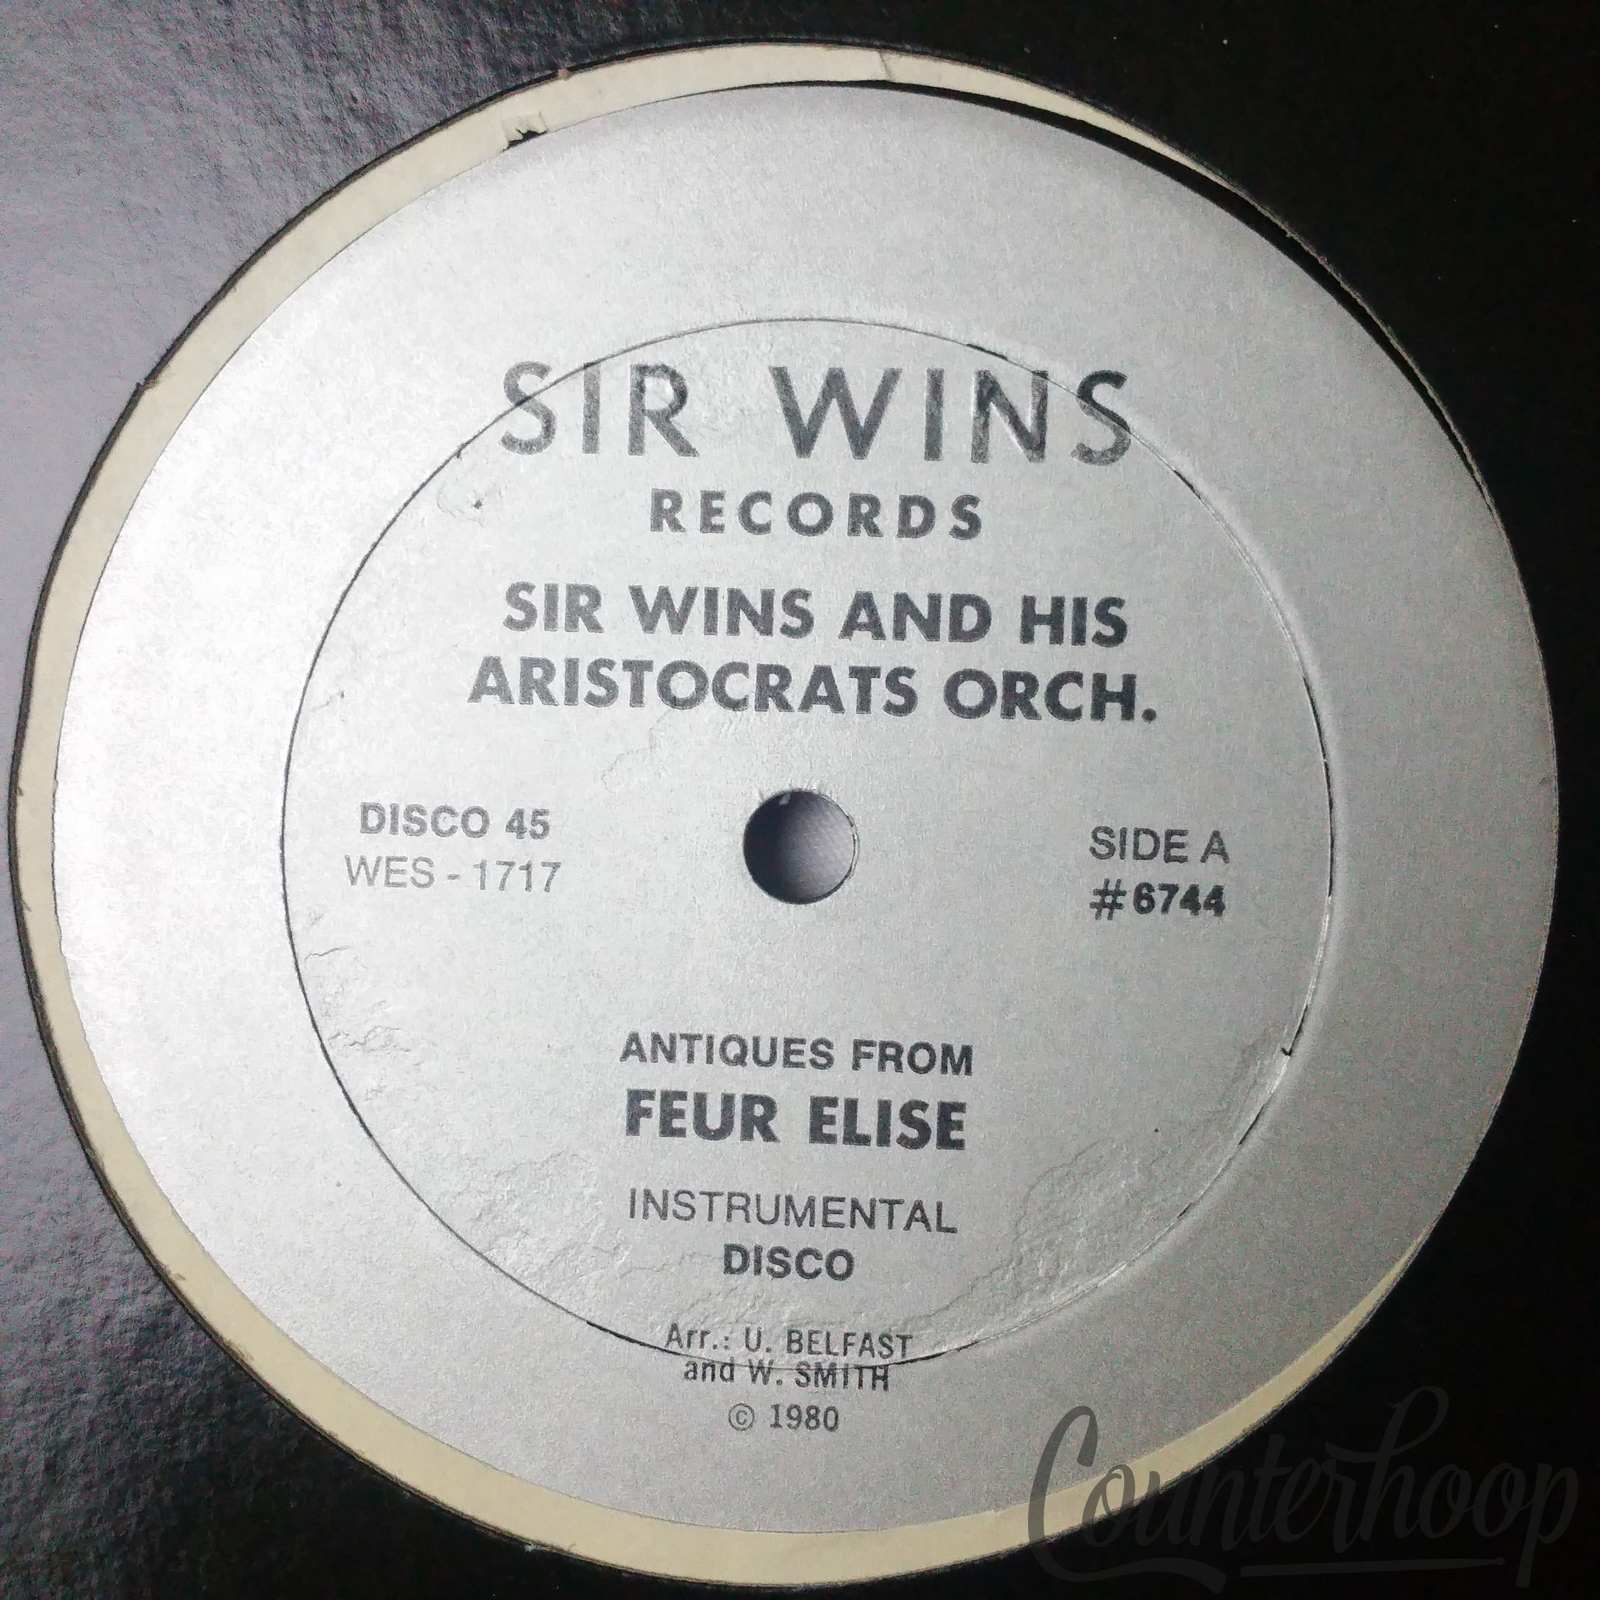 SIR WINS
RECORDS
SIR WINS AND HIS
ARISTOCRATS ORCH.
DISCO 45
WES - 1717
SIDE A
#6744
ANTIQUES FROM
FEUR ELISE
INSTRUMENTAL
DISCO
Arr.: U. BELFAST
and W. SMITH
© 1980
Counterhoop